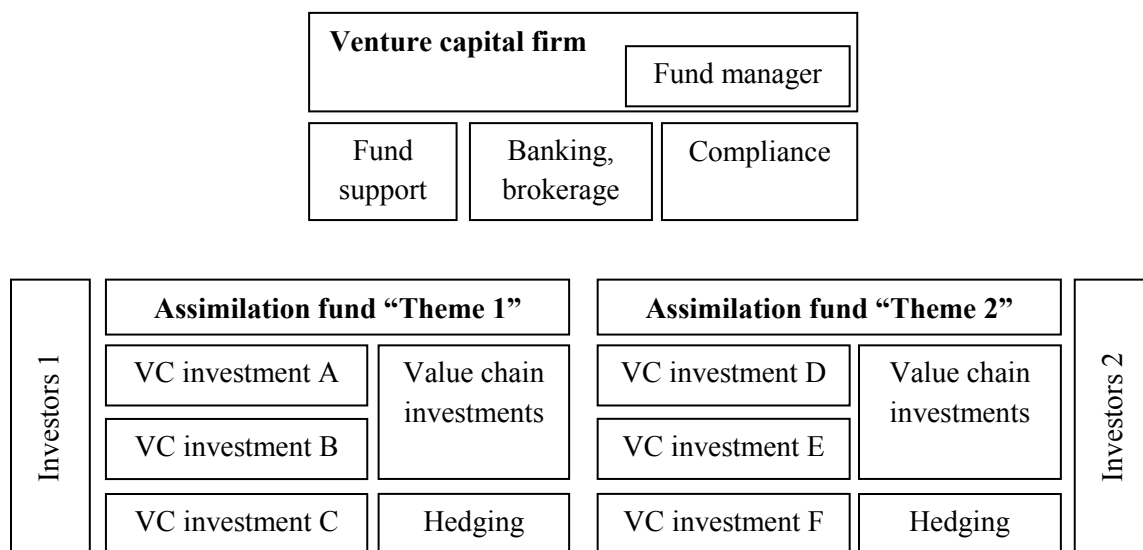 Venture capital firm
Fund manager
Fund
support
Banking,
brokerage
Compliance
Investors 1
Assimilation fund “Theme 1”
VC investment A
VC investment B
VC investment C
Value chain
investments
Hedging
Assimilation fund “Theme 2”
VC investment D
VC investment E
VC investment F
Value chain
investments
Hedging
Investors 2